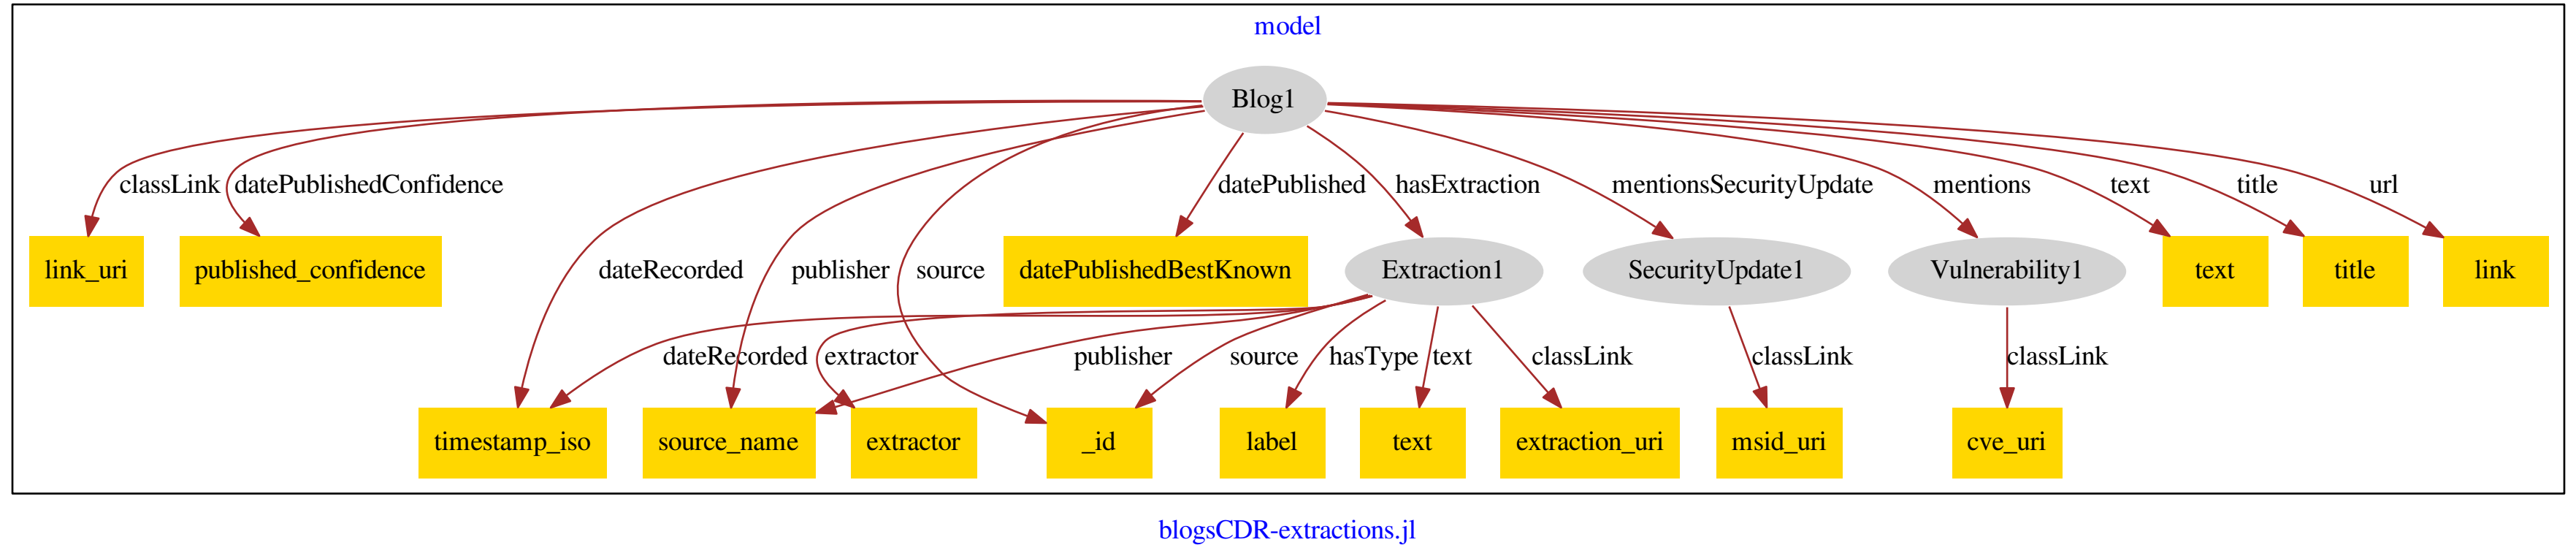 model
Blog1
classLink
datePublishedConfidence
datePublished
hasExtraction
mentionsSecurityUpdate
mentions
text
title
url
link_uri
published_confidence
dateRecorded
publisher
source
datePublishedBestKnown
Extraction1
SecurityUpdate1
Vulnerability1
text
title
link
dateRecorded
extractor
publisher
source
hasType
text
classLink
classLink
classLink
timestamp_iso
source_name
extractor
_id
label
text
extraction_uri
msid_uri
cve_uri
blogsCDR-extractions.jl